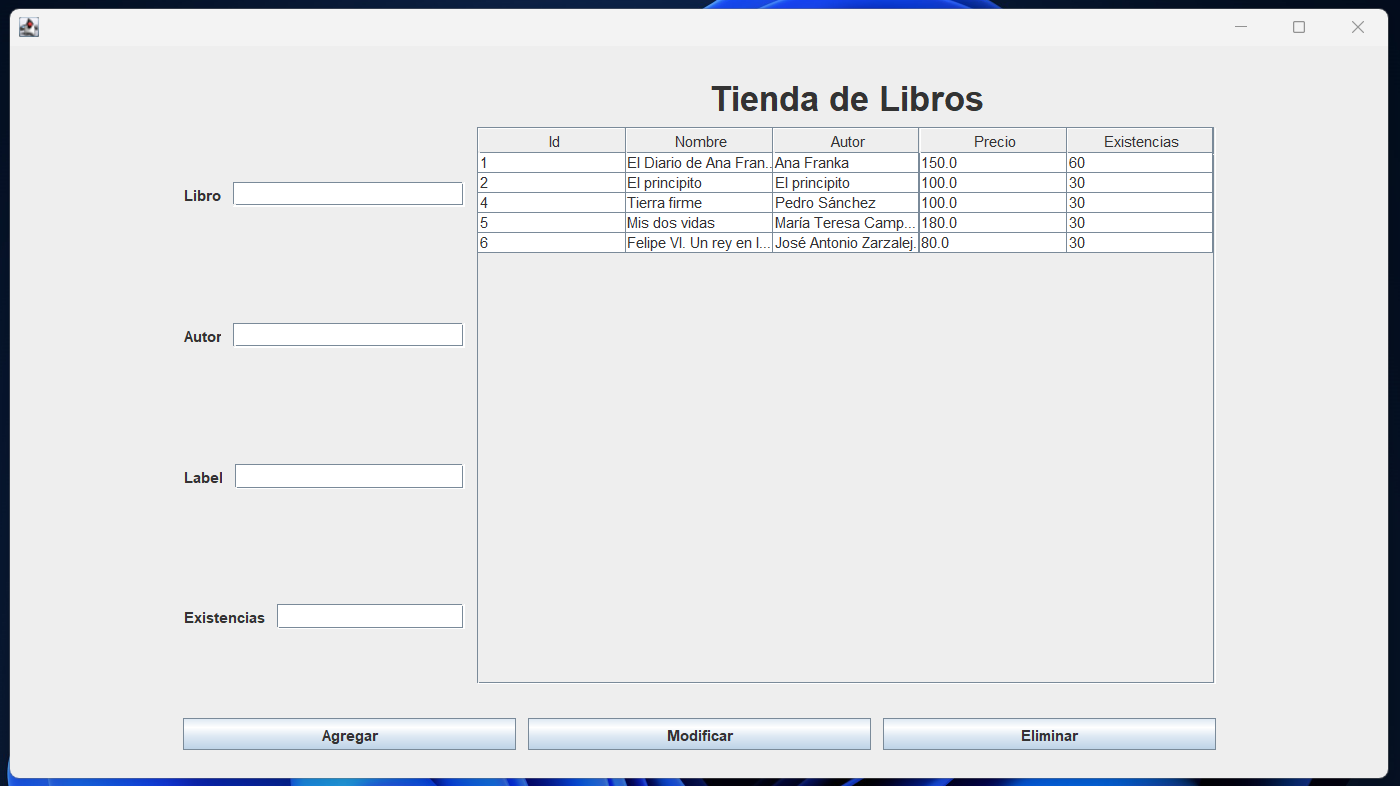 Tienda de Libros
Id Nombre Autor Precio Existencias
1 El Diario de Ana Fran... Ana Franka 150.0 60
2 El principito El principito 100.0 30
4 Tierra firme Pedro Sánchez 100.0 30
5 Mis dos vidas María Teresa Camp... 180.0 30
6 Felipe VI. Un rey en l... José Antonio Zarzalej... 80.0 30
Libro
Autor
Label
Existencias
Agregar Modificar Eliminar